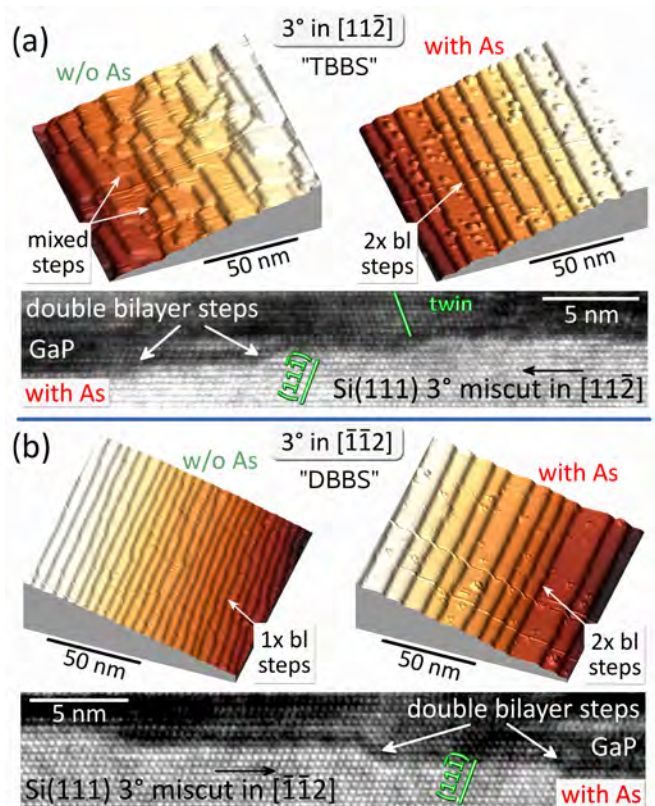 (a)
3° in [112̄]
"TBBS"
w/o As
with As
mixed
steps
50 nm
2x bl
steps
50 nm
double bilayer steps
twin
5 nm
GaP
(111̄)
with As
Si(111) 3° miscut in [112̄]
(b)
3° in [1̄1̄2]
"DBBS"
w/o As
with As
1x bl
steps
50 nm
2x bl
steps
50 nm
5 nm
double bilayer steps
GaP
(111̄)
Si(111) 3° miscut in [1̄1̄2]
with As